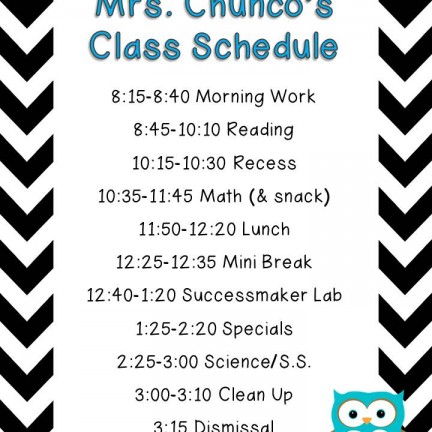 Mrs. Chunco's
Class Schedule
8:15-8:40 Morning Work
8:45-10:10 Reading
10:15-10:30 Recess
10:35-11:45 Math (& snack)
11:50-12:20 Lunch
12:25-12:35 Mini Break
12:40-1:20 Successmaker Lab
1:25-2:20 Specials
2:25-3:00 Science/S.S.
3:00-3:10 Clean Up
3:15 Dismissal